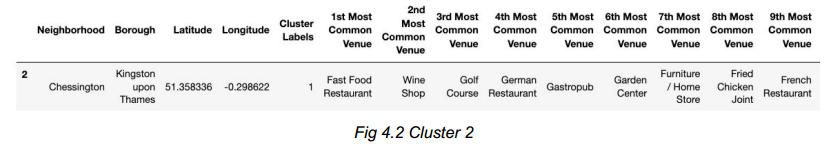 Neighborhood Borough Latitude Longitude Cluster Labels 1st Most Common Venue 2nd Most Common Venue 3rd Most Common Venue 4th Most Common Venue 5th Most Common Venue 6th Most Common Venue 7th Most Common Venue 8th Most Common Venue 9th Most Common Venue
2 Chessington Kingston upon Thames 51.358336 -0.298622 1 Fast Food Restaurant Wine Shop Golf Course German Restaurant Gastropub Garden Center Furniture / Home Store Fried Chicken Joint French Restaurant
Fig 4.2 Cluster 2